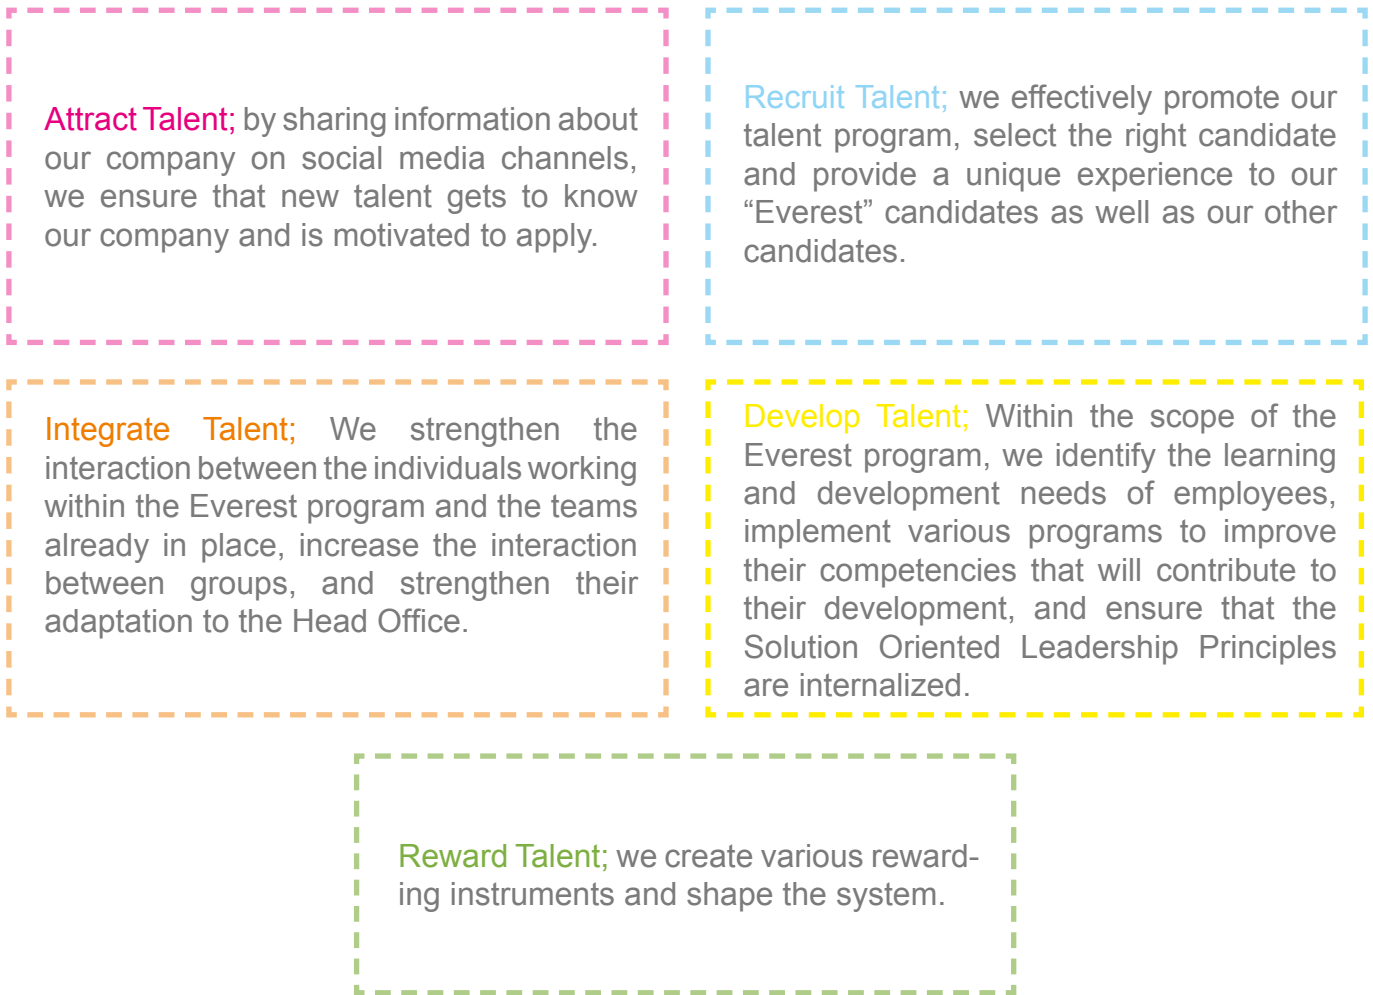 Attract Talent; by sharing information about
our company on social media channels,
we ensure that new talent gets to know
our company and is motivated to apply.
Recruit Talent; we effectively promote our
talent program, select the right candidate
and provide a unique experience to our
“Everest” candidates as well as our other
candidates.
Integrate Talent; We strengthen the
interaction between the individuals working
within the Everest program and the teams
already in place, increase the interaction
between groups, and strengthen their
adaptation to the Head Office.
Develop Talent; Within the scope of the
Everest program, we identify the learning
and development needs of employees,
implement various programs to improve
their competencies that will contribute to
their development, and ensure that the
Solution Oriented Leadership Principles
are internalized.
Reward Talent; we create various reward-
ing instruments and shape the system.